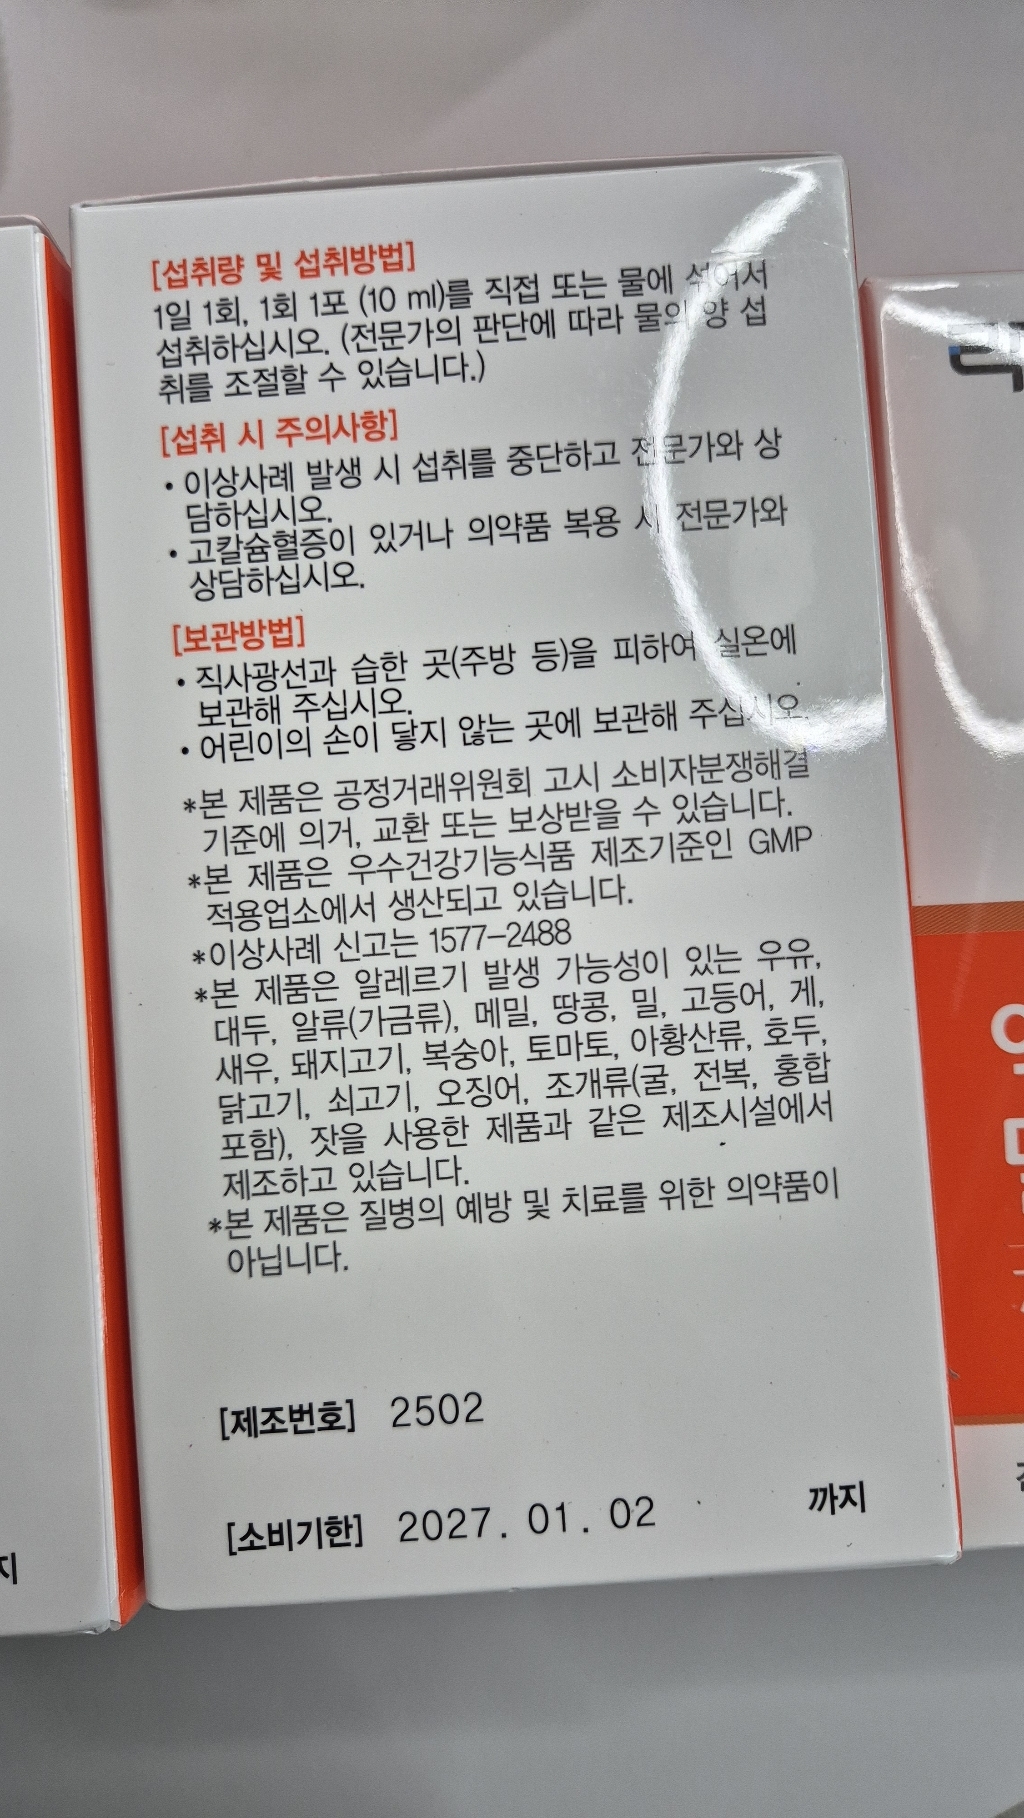 [섭취량 및 섭취방법]
1일 1회, 1회 1포 (10 ml)를 직접 또는 물에 섞어서
섭취하십시오. (전문가의 판단에 따라 물의 양 섭
취를 조절할 수 있습니다.)
[섭취 시 주의사항]
• 이상사례 발생 시 섭취를 중단하고 전문가와 상
담하십시오.
• 고칼슘혈증이 있거나 의약품 복용 시 전문가와
상담하십시오.
[보관방법]
• 직사광선과 습한 곳(주방 등)을 피하여 실온에
보관해 주십시오.
• 어린이의 손이 닿지 않는 곳에 보관해 주십시오.
*본 제품은 공정거래위원회 고시 소비자분쟁해결
기준에 의거, 교환 또는 보상받을 수 있습니다.
*본 제품은 우수건강기능식품 제조기준인 GMP
적용업소에서 생산되고 있습니다.
*이상사례 신고는 1577-2488
*본 제품은 알레르기 발생 가능성이 있는 우유,
대두, 알류(가금류), 메밀, 땅콩, 밀, 고등어, 게,
새우, 돼지고기, 복숭아, 토마토, 아황산류, 호두,
닭고기, 쇠고기, 오징어, 조개류(굴, 전복, 홍합
포함), 잣을 사용한 제품과 같은 제조시설에서
제조하고 있습니다.
*본 제품은 질병의 예방 및 치료를 위한 의약품이
아닙니다.
[제조번호] 2502
[소비기한] 2027. 01. 02 까지
지